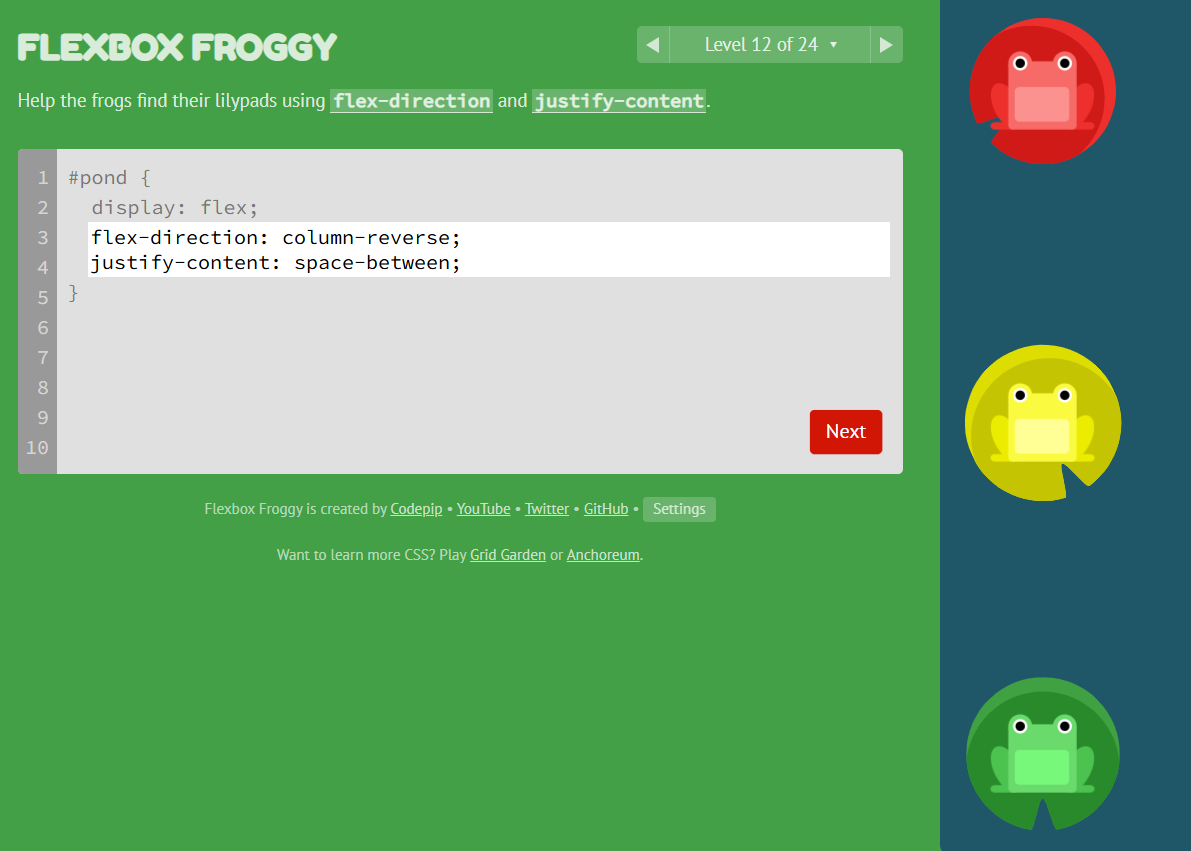 FLEXBOX FROGGY
◀ Level 12 of 24 ▾ ▶
Help the frogs find their lilypads using flex-direction and justify-content.
1 #pond {
2 display: flex;
3 flex-direction: column-reverse;
4 justify-content: space-between;
5 }
6
7
8
9
10
Next
Flexbox Froggy is created by Codepip • YouTube • Twitter • GitHub • Settings
Want to learn more CSS? Play Grid Garden or Anchoreum.